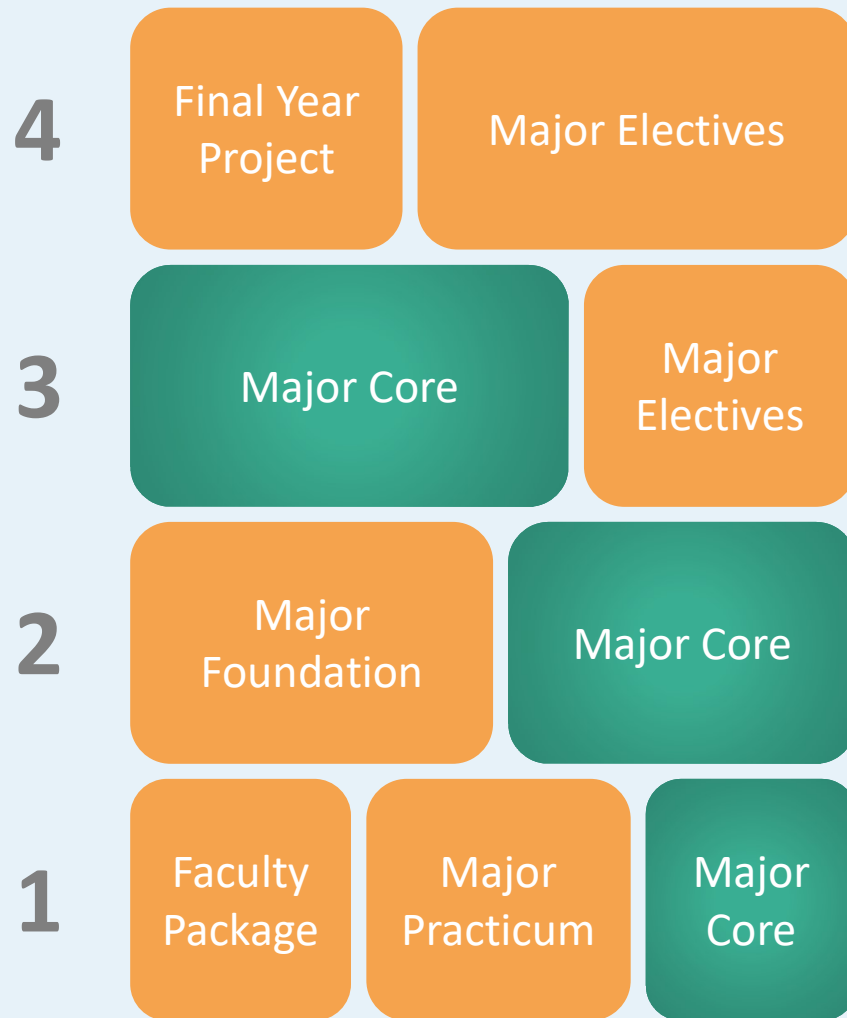 4
Final Year
Project
Major Electives
3
Major Core
Major
Electives
2
Major
Foundation
Major Core
1
Faculty
Package
Major
Practicum
Major
Core